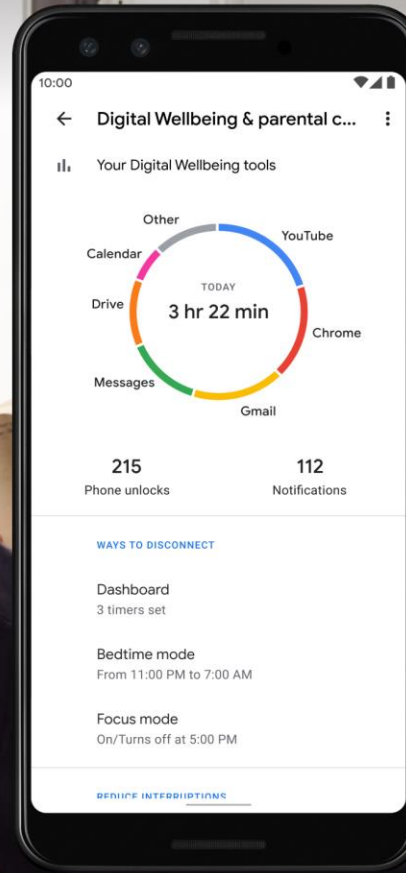 10:00
Digital Wellbeing & parental c...
Your Digital Wellbeing tools
Other
YouTube
Calendar
TODAY
Drive
3 hr 22 min
Chrome
Messages
Gmail
215
112
Phone unlocks
Notifications
WAYS TO DISCONNECT
Dashboard
3 timers set
Bedtime mode
From 11:00 PM to 7:00 AM
Focus mode
On/Turns off at 5:00 PM
REDUCE INTERRUPTIONS